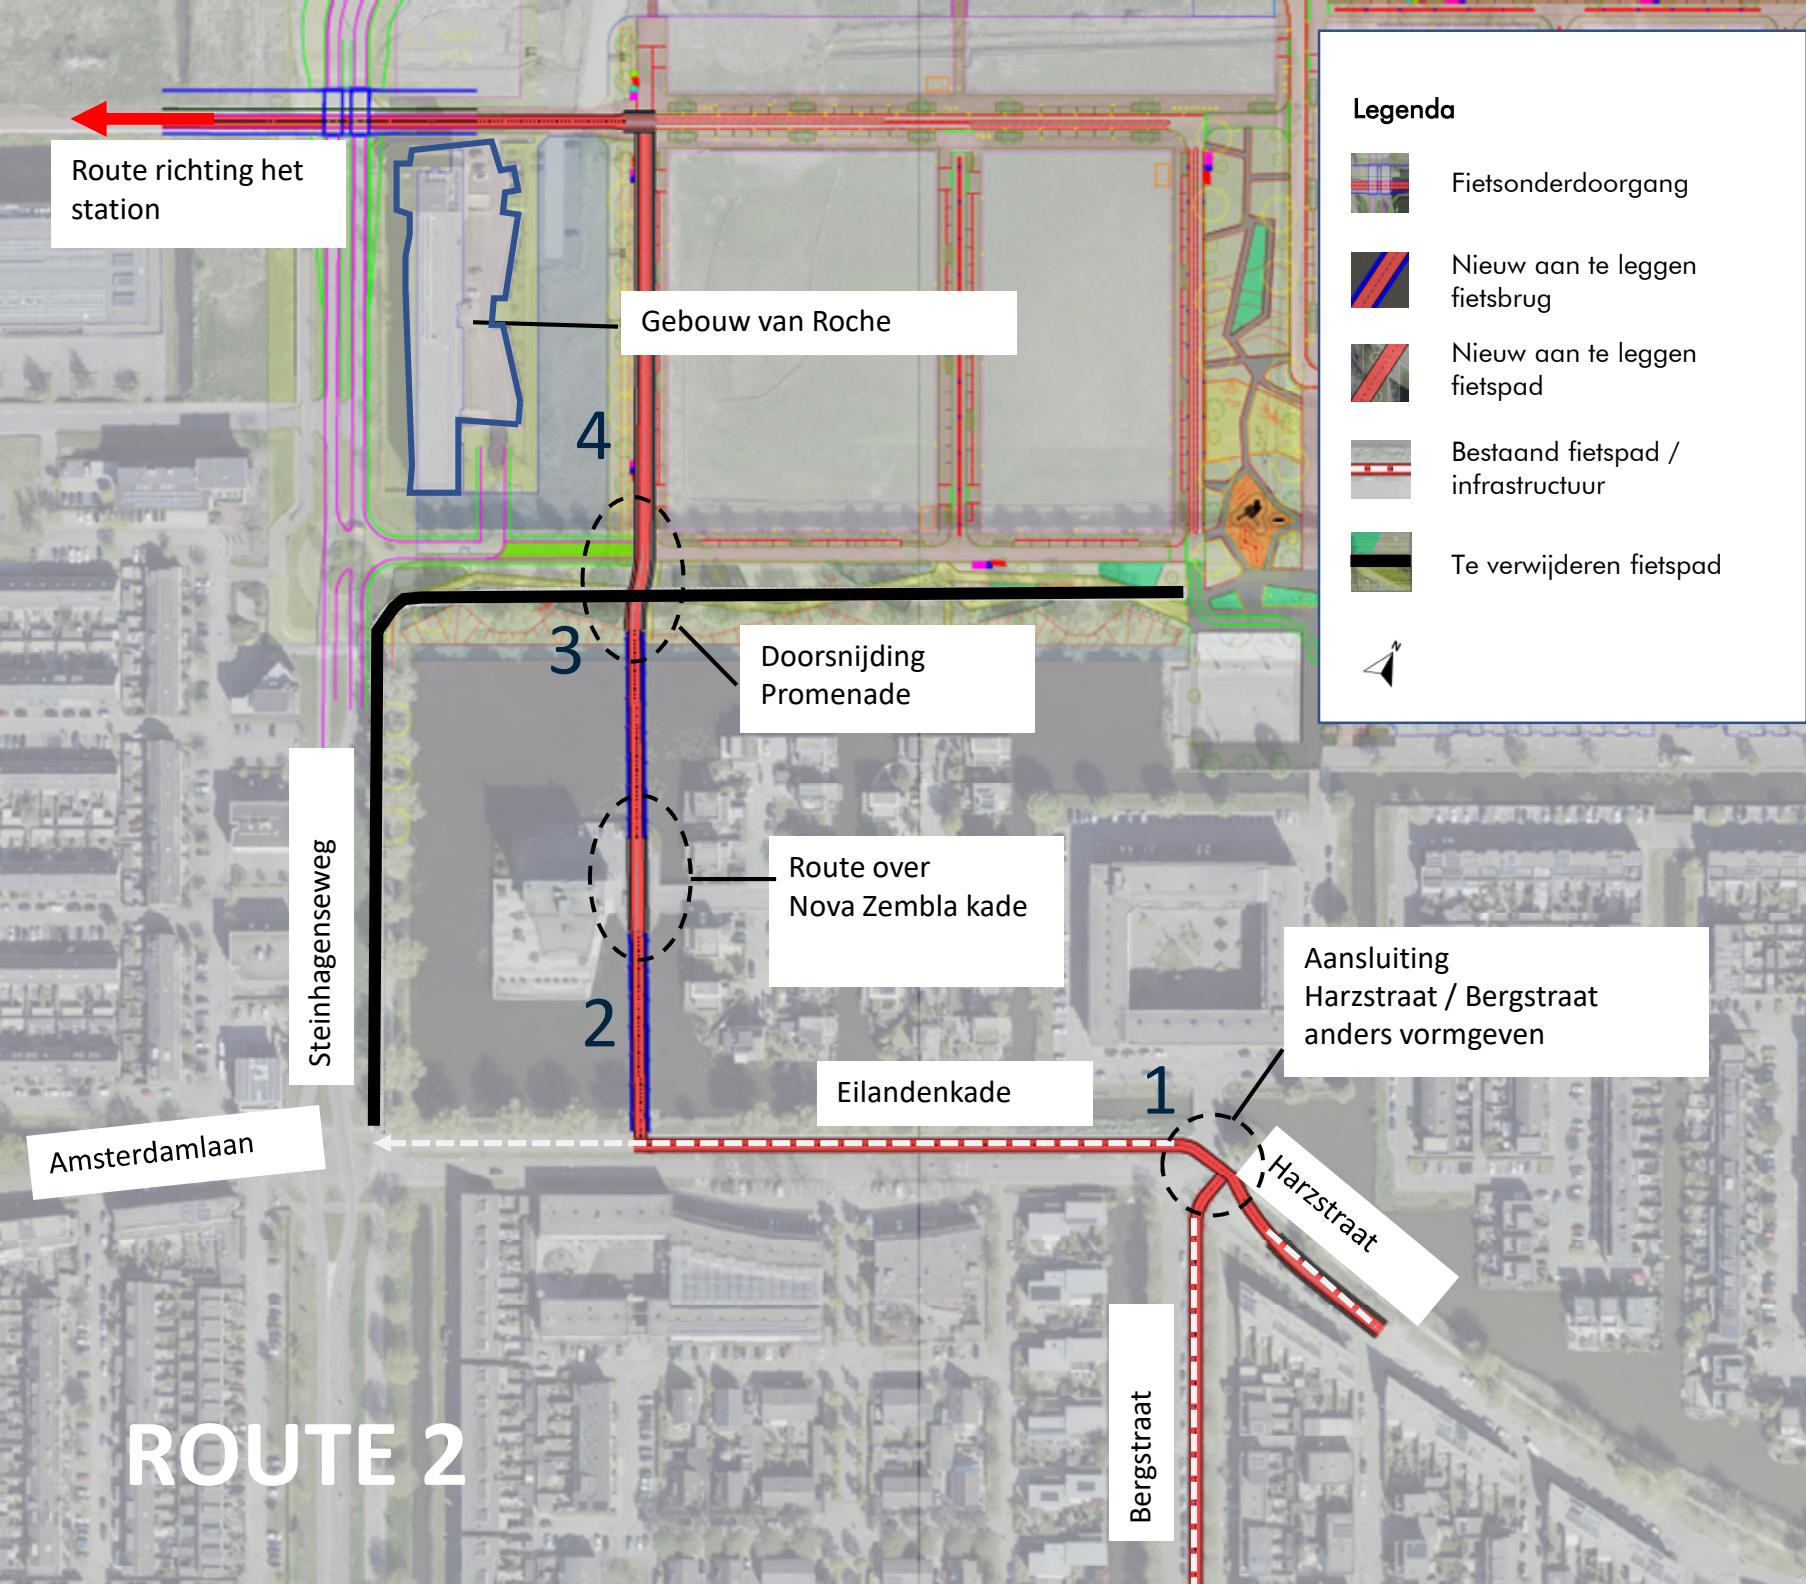 Route richting het
station
Gebouw van Roche
4
3
Doorsnijding
Promenade
Steinhagenseweg
Route over
Nova Zembla kade
2
Aansluiting
Harzstraat / Bergstraat
anders vormgeven
Eilandenkade
1
Amsterdamlaan
Harzstraat
Bergstraat
ROUTE 2
Legenda
Fietsonderdoorgang
Nieuw aan te leggen
fietsbrug
Nieuw aan te leggen
fietspad
Bestaand fietspad /
infrastructuur
Te verwijderen fietspad
N